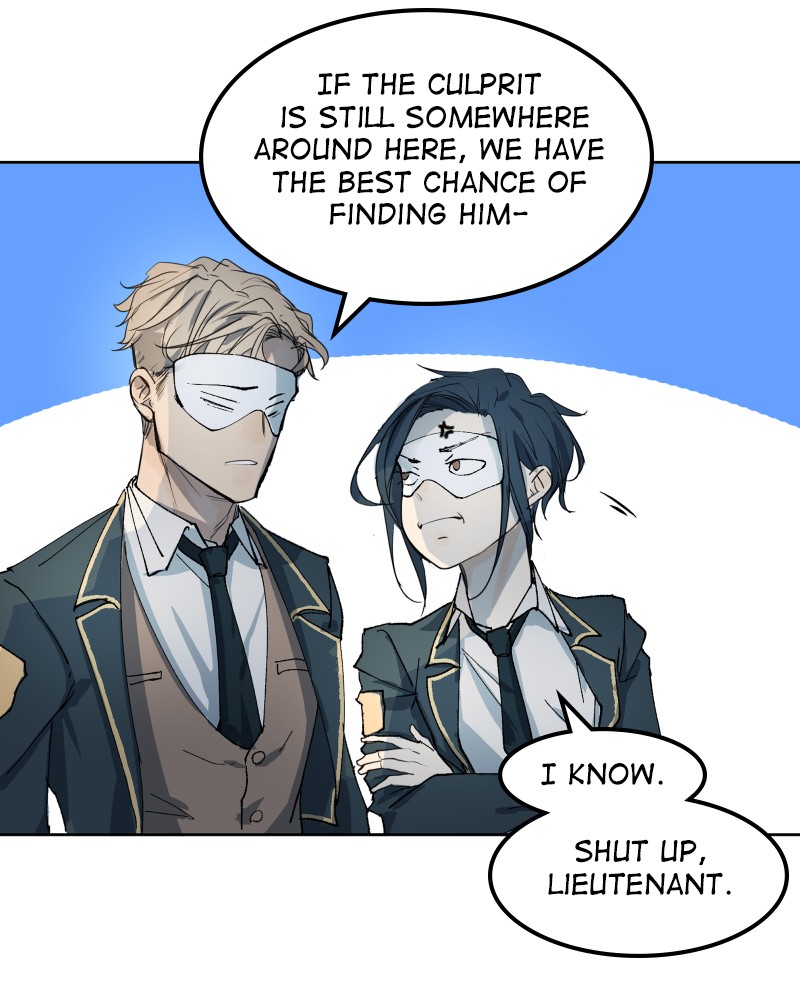 IF THE CULPRIT
IS STILL SOMEWHERE
AROUND HERE, WE HAVE
THE BEST CHANCE OF
FINDING HIM-
I KNOW.
SHUT UP,
LIEUTENANT.